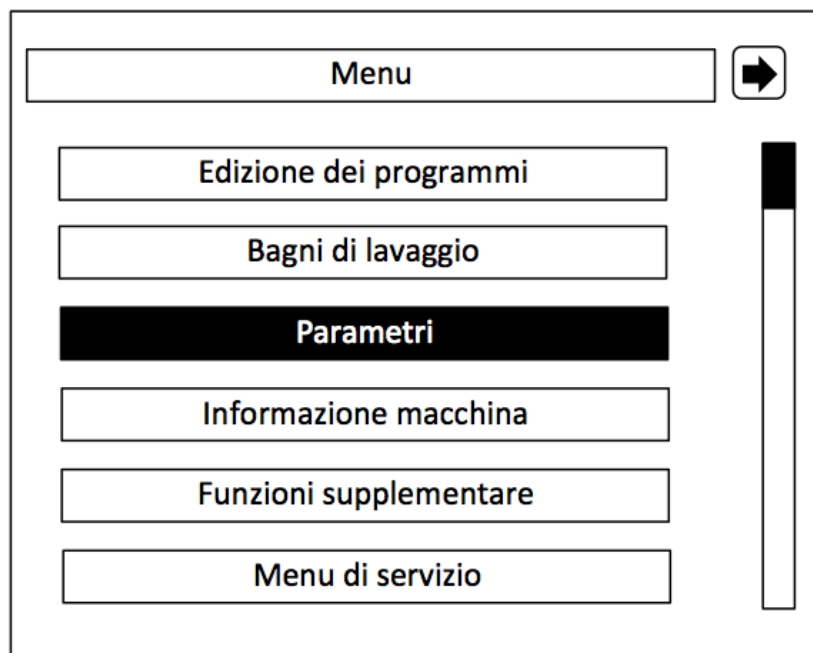 Menu
Edizione dei programmi
Bagni di lavaggio
Parametri
Informazione macchina
Funzioni supplementare
Menu di servizio